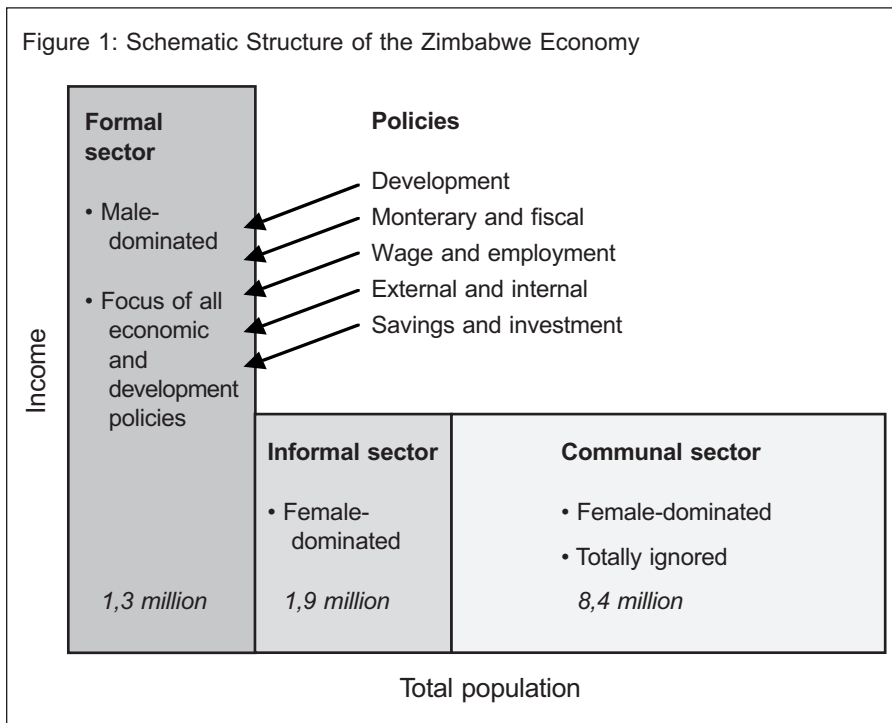 Figure 1: Schematic Structure of the Zimbabwe Economy
Formal
sector
• Male-
dominated
• Focus of all
economic
and
development
policies
1,3 million
Policies
Development
Monterary and fiscal
Wage and employment
External and internal
Savings and investment
Informal sector
• Female-
dominated
1,9 million
Communal sector
• Female-dominated
• Totally ignored
8,4 million
Income
Total population